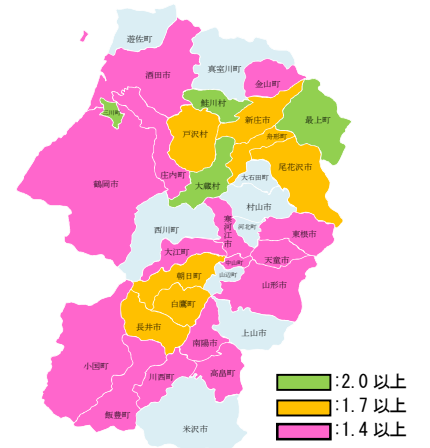 遊佐町
真室川町
酒田市
金山町
鮭川村
三川町
新庄市
最上町
戸沢村
舟形町
尾花沢市
庄内町
大蔵村
大石田町
鶴岡市
村山市
西川町
寒河江市
河北町
東根市
大江町
天童市
中山町
朝日町
山辺町
山形市
白鷹町
長井市
上山市
南陽市
小国町
川西町
高畠町
飯豊町
米沢市
:2.0 以上
:1.7 以上
:1.4 以上